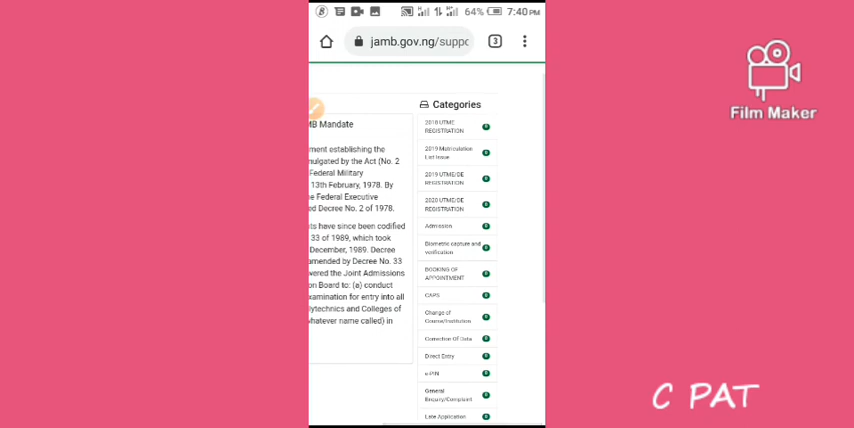 64% 7:40 PM
jamb.gov.ng/suppo
3
Categories
MB Mandate
ment establishing the
mulgated by the Act (No. 2
Federal Military
13th February, 1978. By
e Federal Executive
ed Decree No. 2 of 1978.
ts have since been codified
33 of 1989, which took
December, 1989. Decree
amended by Decree No. 33
wered the Joint Admissions
on Board to: (a) conduct
examination for entry into all
lytechnics and Colleges of
whatever name called) in
2018 UTME
REGISTRATION
2019 Matriculation
List Issue
2019 UTME/DE
REGISTRATION
2020 UTME/DE
REGISTRATION
Admission
Biometric capture and
verification
BOOKING OF
APPOINTMENT
CAPS
Change of
Course/Institution
Correction Of Data
Direct Entry
e-PIN
General
Enquiry/Complaint
Late Application
Film Maker
C PAT